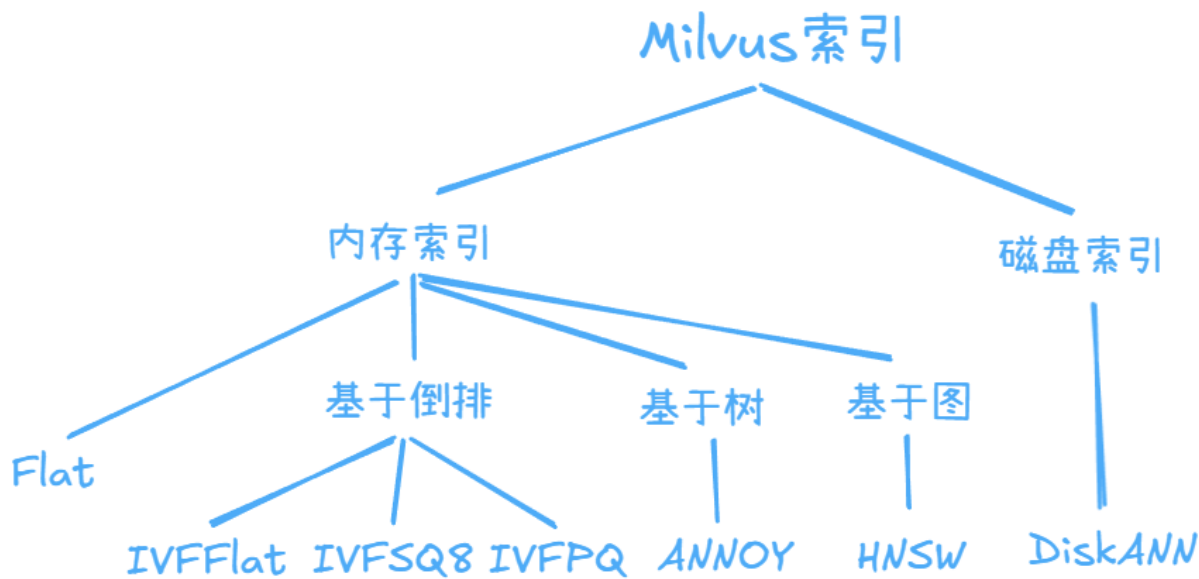 Milvus索引
内存索引
磁盘索引
基于倒排
基于树
基于图
Flat
IVFFlat
IVFSQ8
IVFPQ
ANNOY
HNSW
DiskANN